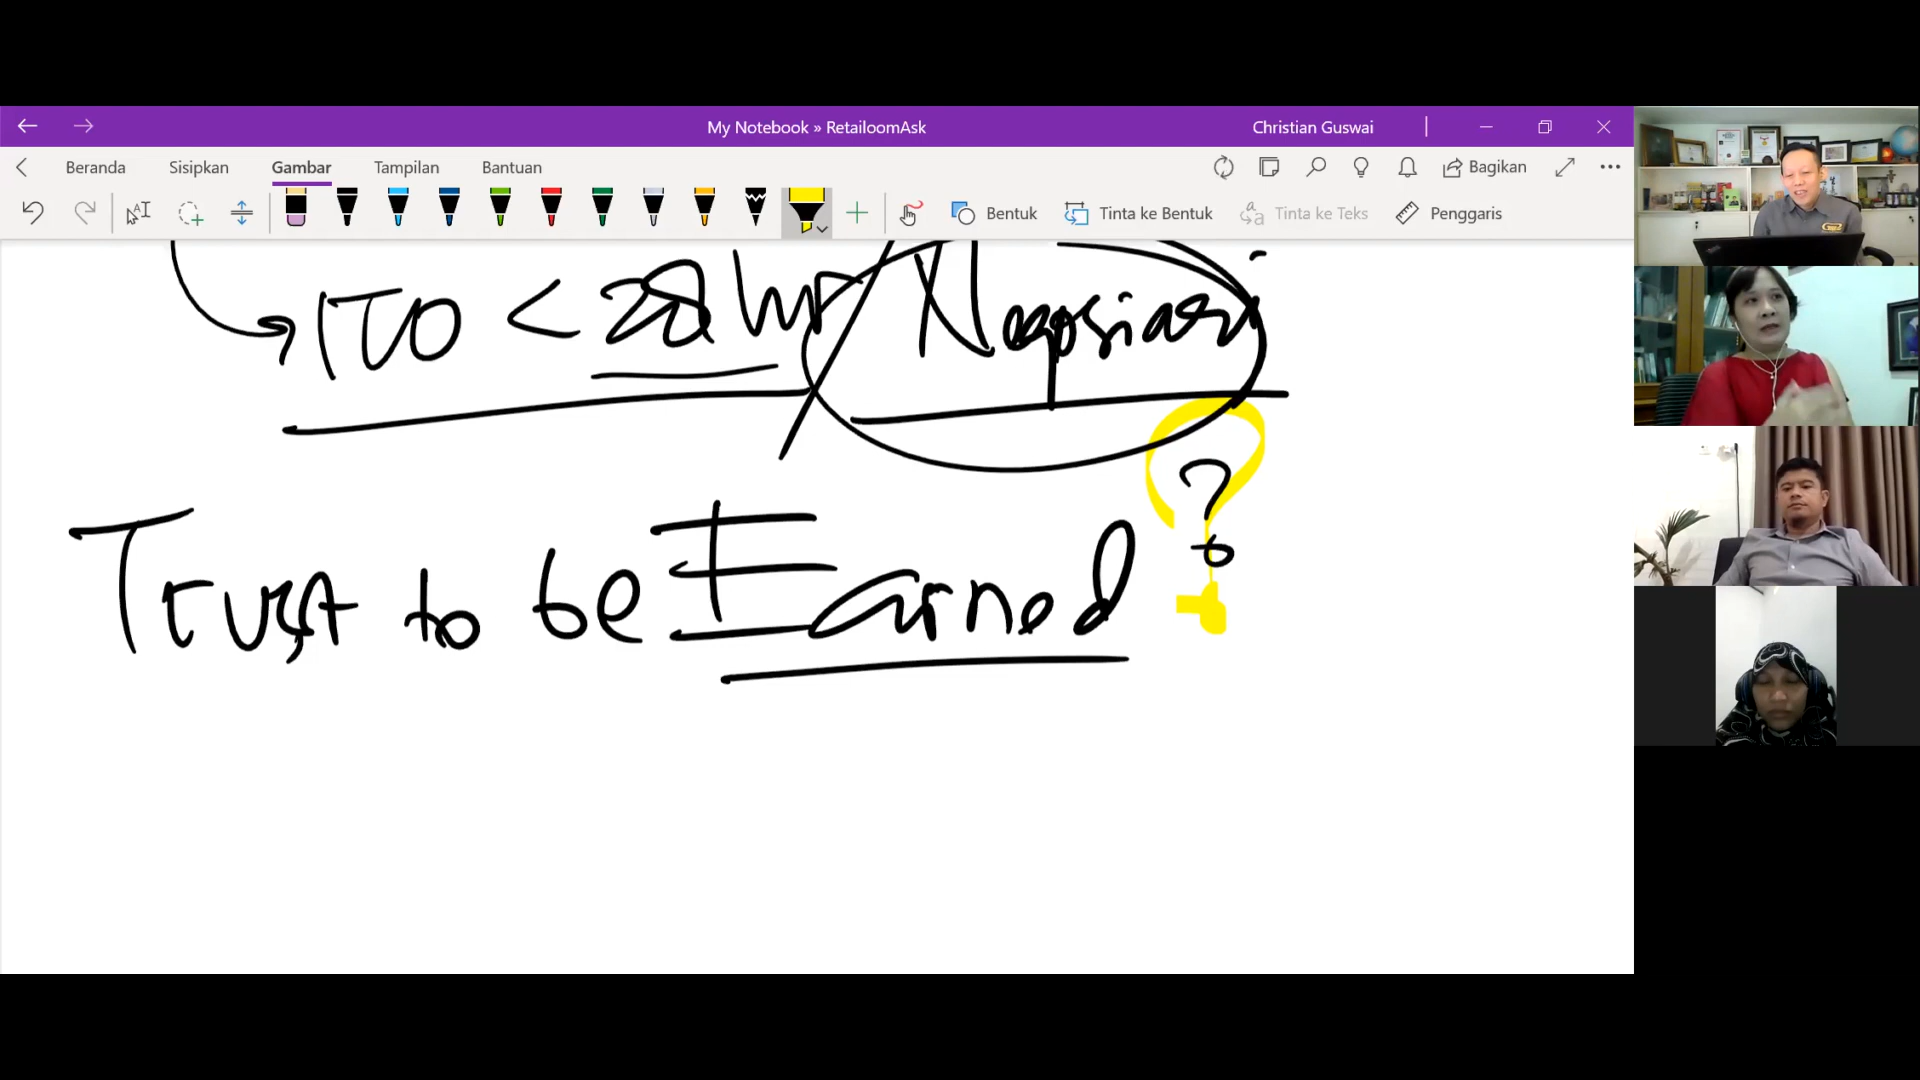 My Notebook » RetailoomAsk
Christian Guswai
Beranda Sisipkan Gambar Tampilan Bantuan
Bagikan
Bentuk Tinta ke Bentuk Tinta ke Teks Penggaris
ITO < 28 hr / Negosiasi
Trust to be Earned ?